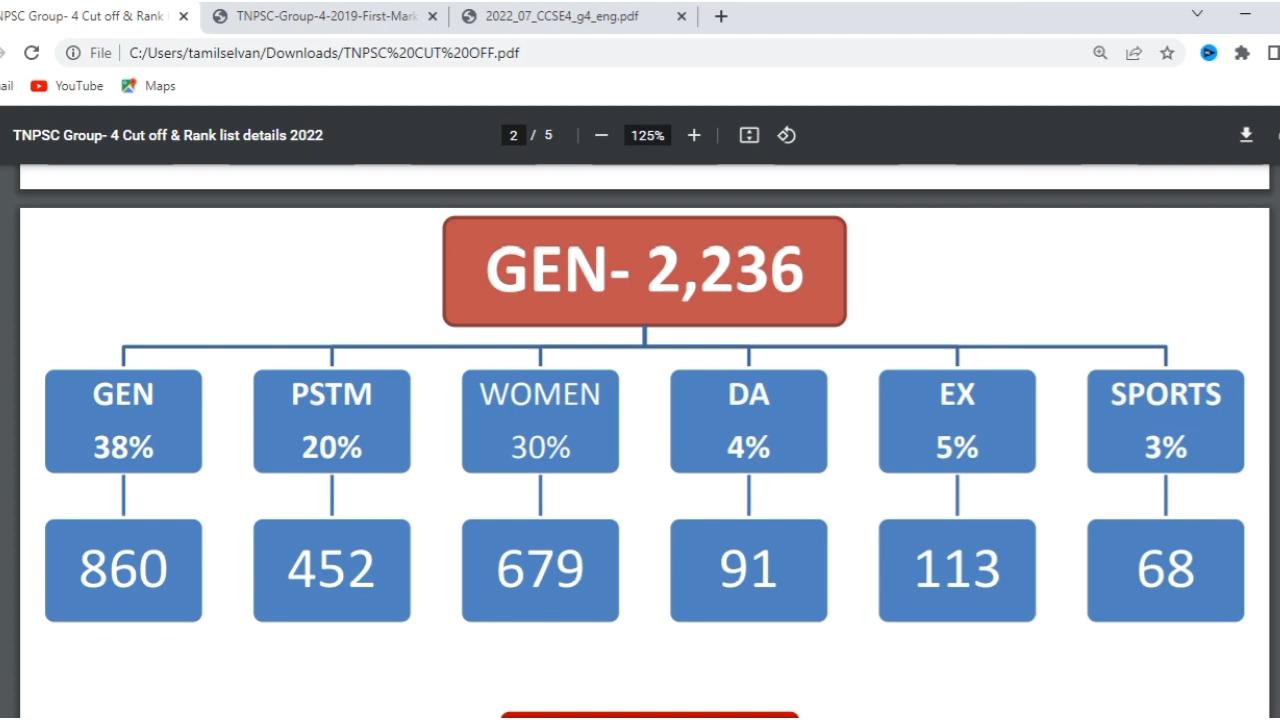 NPSC Group- 4 Cut off & Rank
TNPSC-Group-4-2019-First-Mark
2022_07_CCSE4_g4_eng.pdf
File
C:/Users/tamilselvan/Downloads/TNPSC%20CUT%20OFF.pdf
ail
YouTube
Maps
TNPSC Group- 4 Cut off & Rank list details 2022
2 / 5
125%
GEN- 2,236
GEN
38%
PSTM
20%
WOMEN
30%
DA
4%
EX
5%
SPORTS
3%
860
452
679
91
113
68